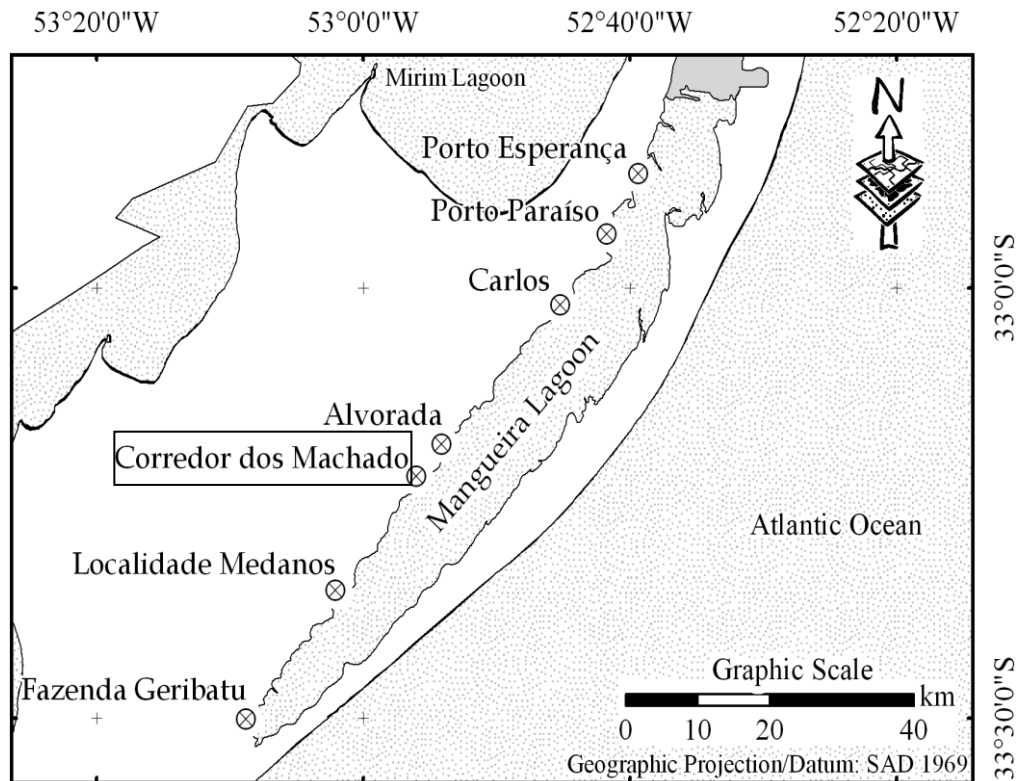 53°20'0"W 53°0'0"W 52°40'0"W 52°20'0"W
Mirim Lagoon
N
Porto Esperança
Porto Paraíso
Carlos
33°0'0"S
Alvorada
Corredor dos Machado
Mangueira Lagoon
Atlantic Ocean
Localidade Medanos
Fazenda Geribatu
Graphic Scale
km
0 10 20 40
33°30'0"S
Geographic Projection/Datum: SAD 1969